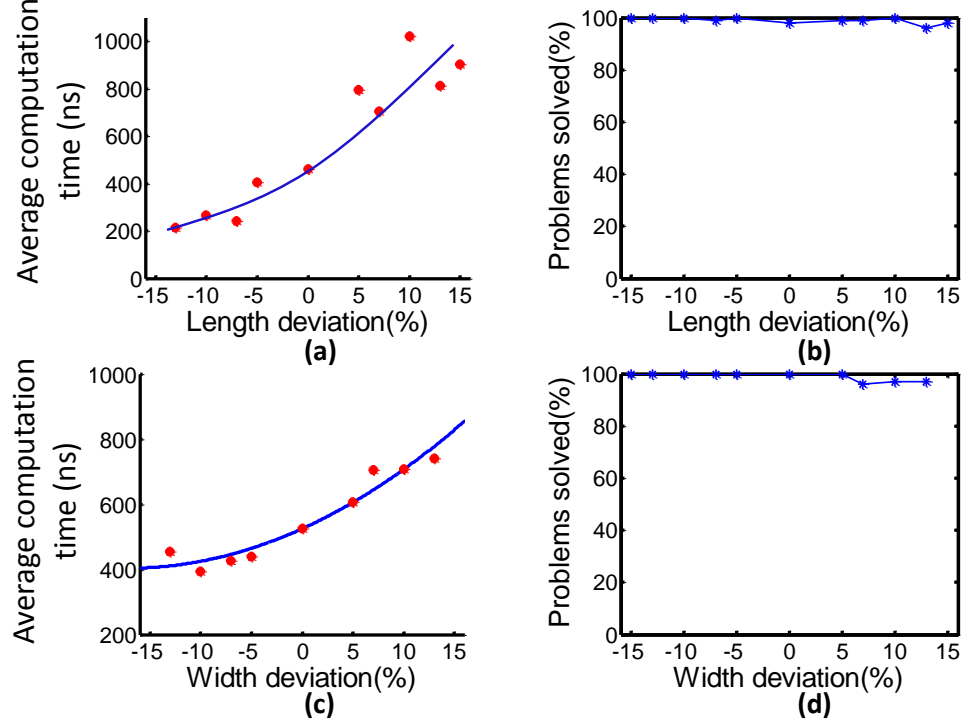 Average computation
time (ns)
1000
800
600
400
200
0
-15 -10 -5 0 5 10 15
Length deviation(%)
(a)
Problems solved(%)
100
80
60
40
20
0
-15 -10 -5 0 5 10 15
Length deviation(%)
(b)
Average computation
time (ns)
1000
800
600
400
200
-15 -10 -5 0 5 10 15
Width deviation(%)
(c)
Problems solved(%)
100
80
60
40
20
0
-15 -10 -5 0 5 10 15
Width deviation(%)
(d)